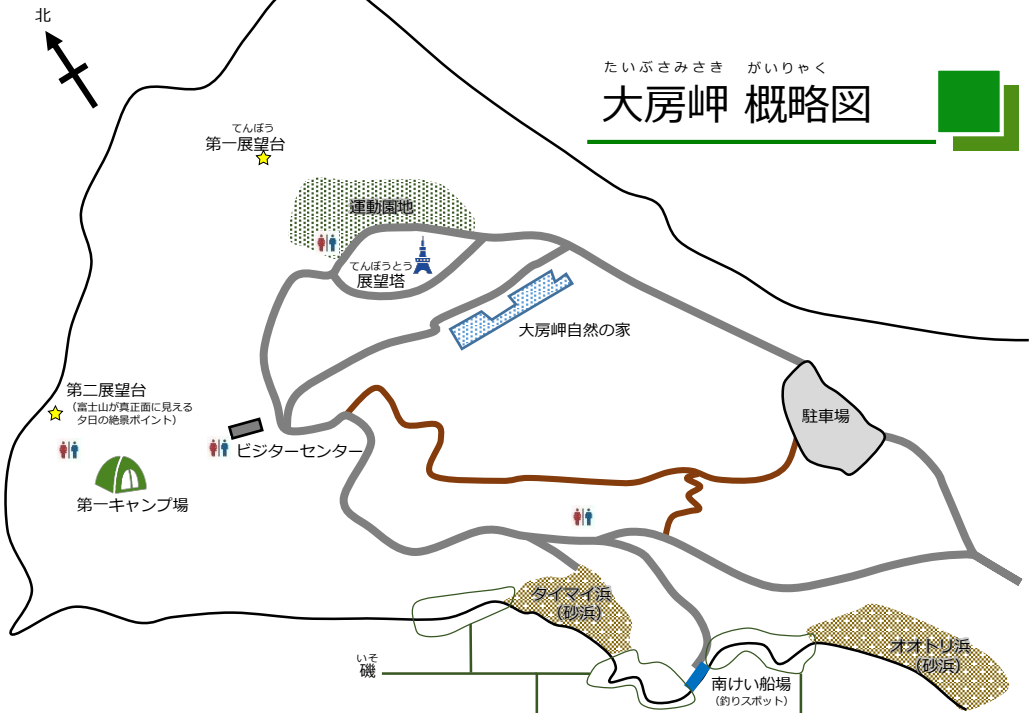 北
たいぶさみさき がいりゃく
大房岬 概略図
てんぼう
第一展望台
運動園地
てんぼうとう
展望塔
大房岬自然の家
第二展望台
(富士山が真正面に見える
夕日の絶景ポイント)
駐車場
ビジターセンター
第一キャンプ場
タイマイ浜
(砂浜)
オオトリ浜
(砂浜)
いそ
磯
南けい船場
(釣りスポット)